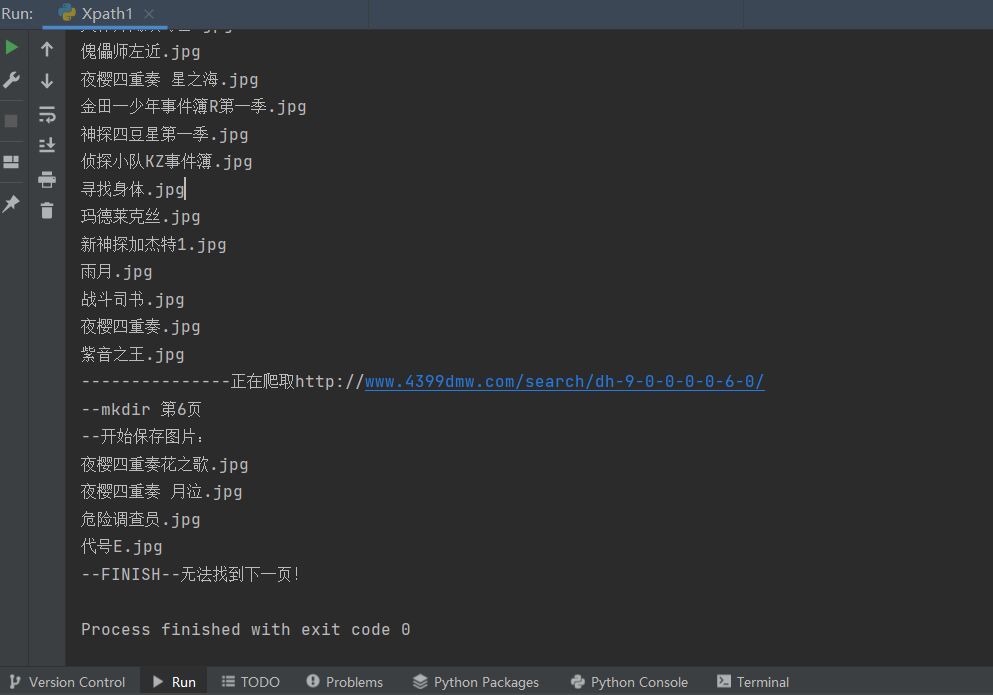 Run:
Xpath1
傀儡师左近.jpg
夜樱四重奏 星之海.jpg
金田一少年事件簿R第一季.jpg
神探四豆星第一季.jpg
侦探小队KZ事件簿.jpg
寻找身体.jpg
玛德莱克丝.jpg
新神探加杰特1.jpg
雨月.jpg
战斗司书.jpg
夜樱四重奏.jpg
紫音之王.jpg
---------------正在爬取http://www.4399dmw.com/search/dh-9-0-0-0-0-6-0/
--mkdir 第6页
--开始保存图片：
夜樱四重奏花之歌.jpg
夜樱四重奏 月泣.jpg
危险调查员.jpg
代号E.jpg
--FINISH--无法找到下一页！
Process finished with exit code 0
Version Control
Run
TODO
Problems
Python Packages
Python Console
Terminal